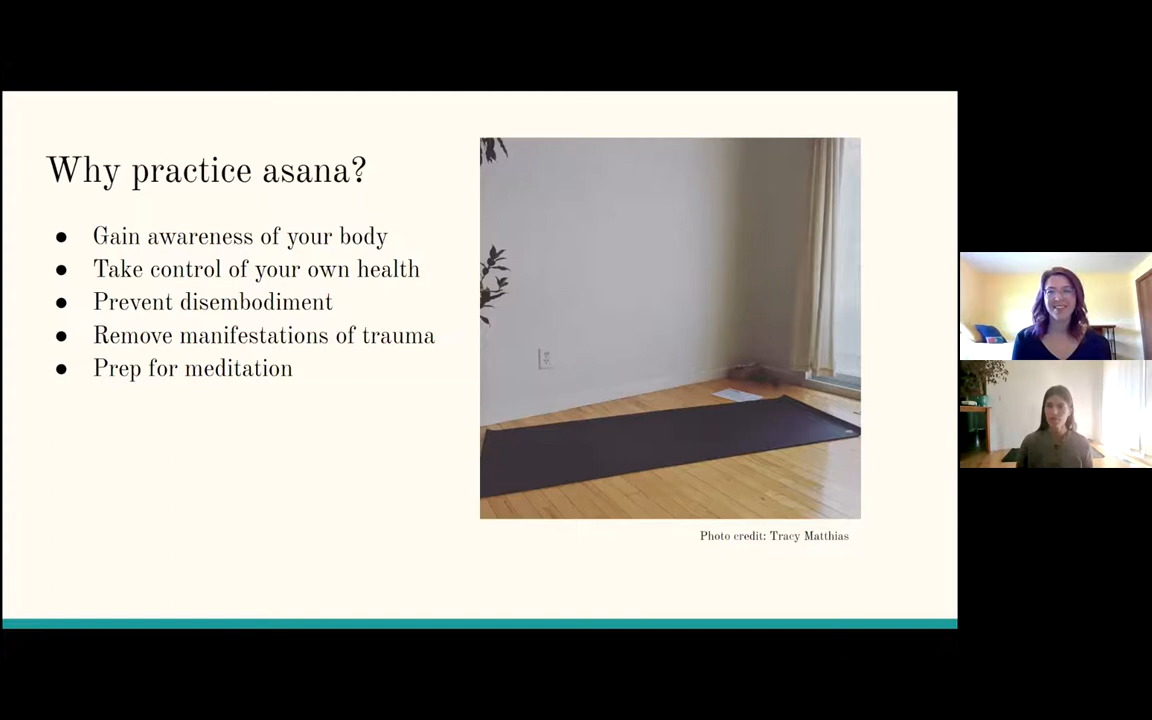 Why practice asana?
● Gain awareness of your body
● Take control of your own health
● Prevent disembodiment
● Remove manifestations of trauma
● Prep for meditation
Photo credit: Tracy Matthias